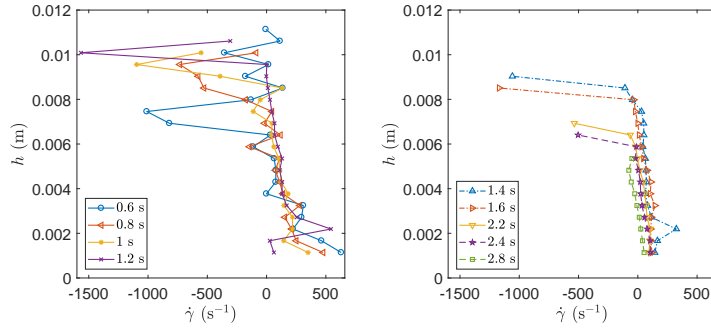 0.012
0.01
0.008
0.006
0.004
0.002
0
h (m)
-1500 -1000 -500 0 500
γ̇ (s⁻¹)
0.6 s
0.8 s
1 s
1.2 s
0.012
0.01
0.008
0.006
0.004
0.002
0
h (m)
-1500 -1000 -500 0 500
γ̇ (s⁻¹)
1.4 s
1.6 s
2.2 s
2.4 s
2.8 s